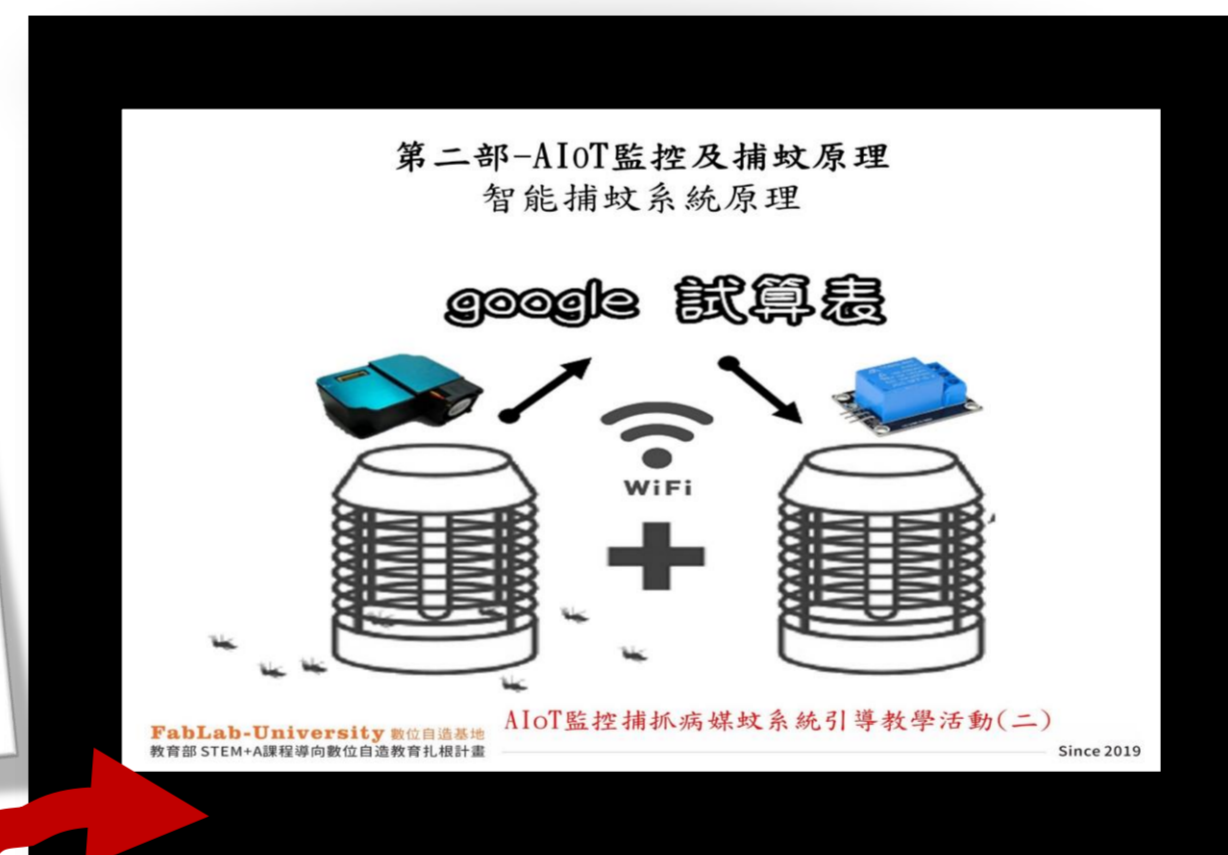 第二部-AIoT監控及捕蚊原理
智能捕蚊系統原理
google 試算表
WiFi
AIoT監控捕抓病媒蚊系統引導教學活動(二)
FabLab-University 數位自造基地
教育部 STEM+A課程導向數位自造教育扎根計畫
Since 2019